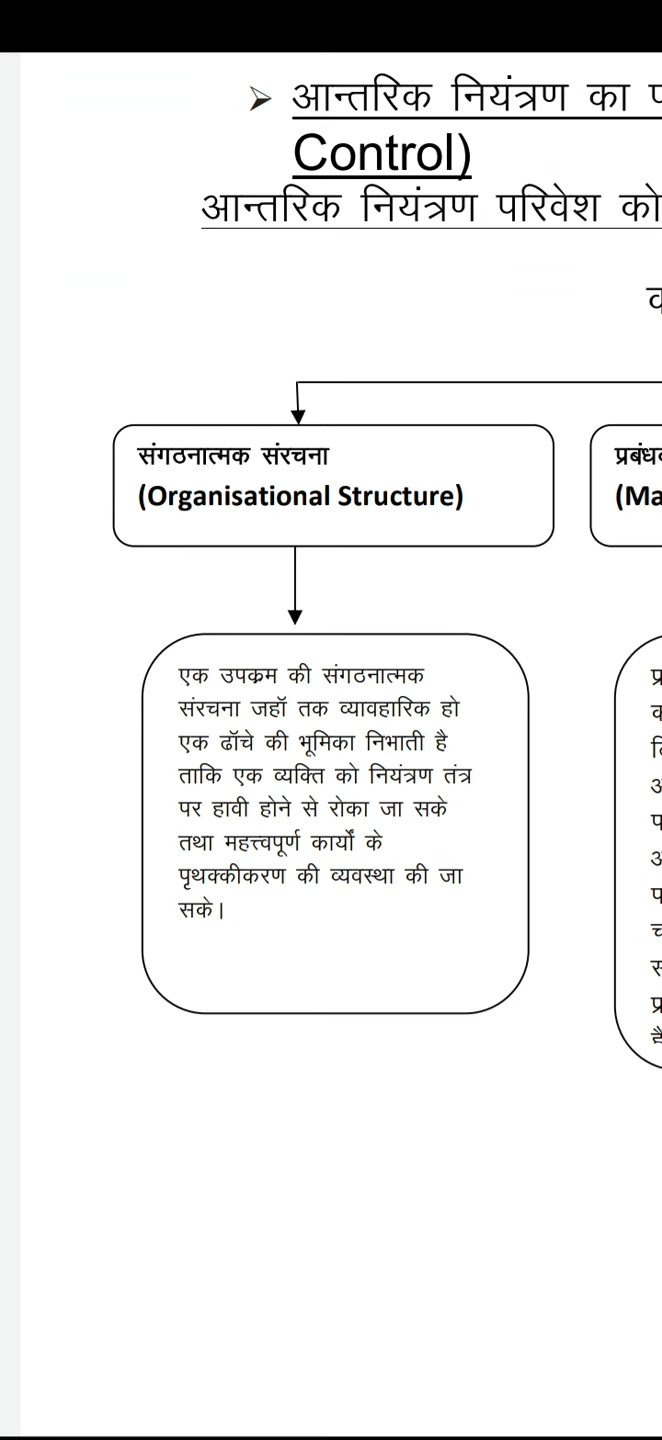 ➢ आन्तरिक नियंत्रण का
Control)
आन्तरिक नियंत्रण परिवेश को
संगठनात्मक संरचना
(Organisational Structure)
एक उपक्रम की संगठनात्मक
संरचना जहॉ तक व्यावहारिक हो
एक ढॉचे की भूमिका निभाती है
ताकि एक व्यक्ति को नियंत्रण तंत्र
पर हावी होने से रोका जा सके
तथा महत्त्वपूर्ण कार्यों के
पृथक्कीकरण की व्यवस्था की जा
सके।